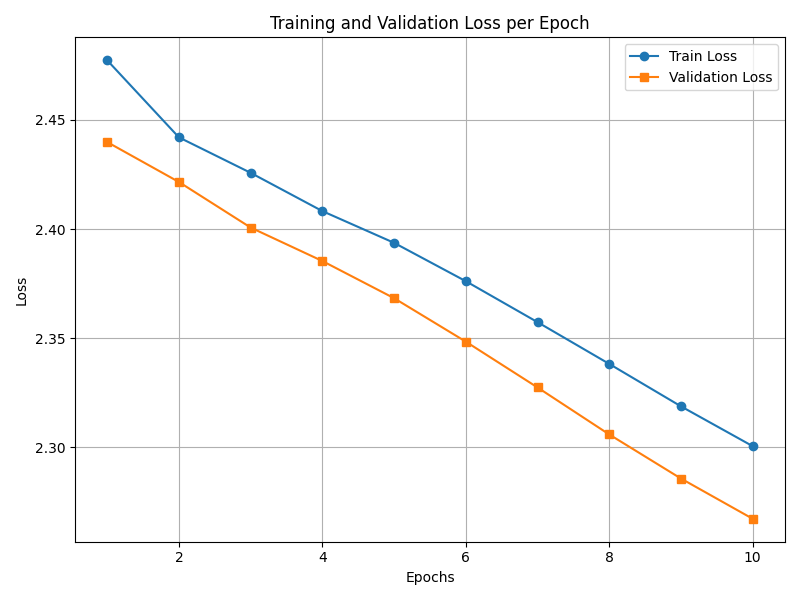 Training and Validation Loss per Epoch
Train Loss
Validation Loss
2.45
2.40
2.35
2.30
Loss
2 4 6 8 10
Epochs